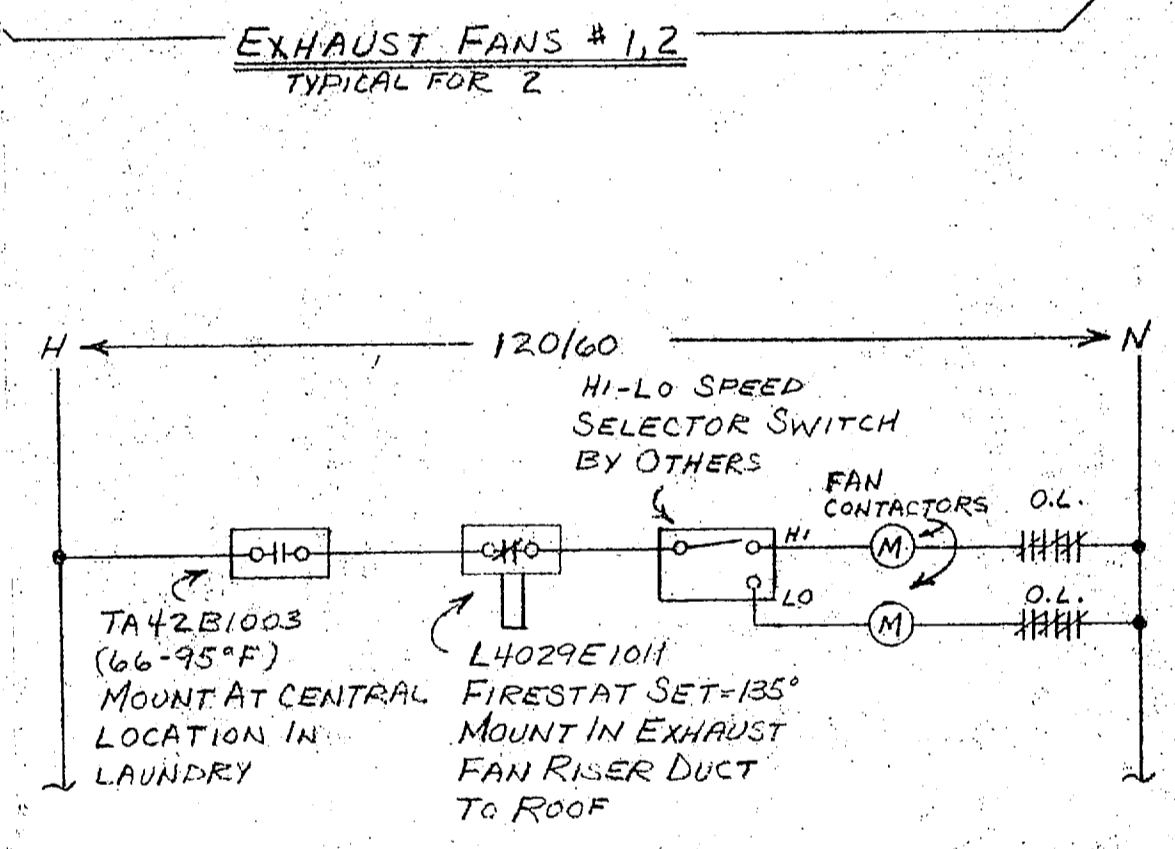 EXHAUST FANS #1,2
TYPICAL FOR 2
H 120/60 N
HI-LO SPEED
SELECTOR SWITCH
BY OTHERS
FAN
CONTACTORS
O.L.
HI
M
O.L.
LO
M
TA42B1003
(66-95°F)
MOUNT AT CENTRAL
LOCATION IN
LAUNDRY
L4029E1011
FIRESTAT SET=135°
MOUNT IN EXHAUST
FAN RISER DUCT
TO ROOF